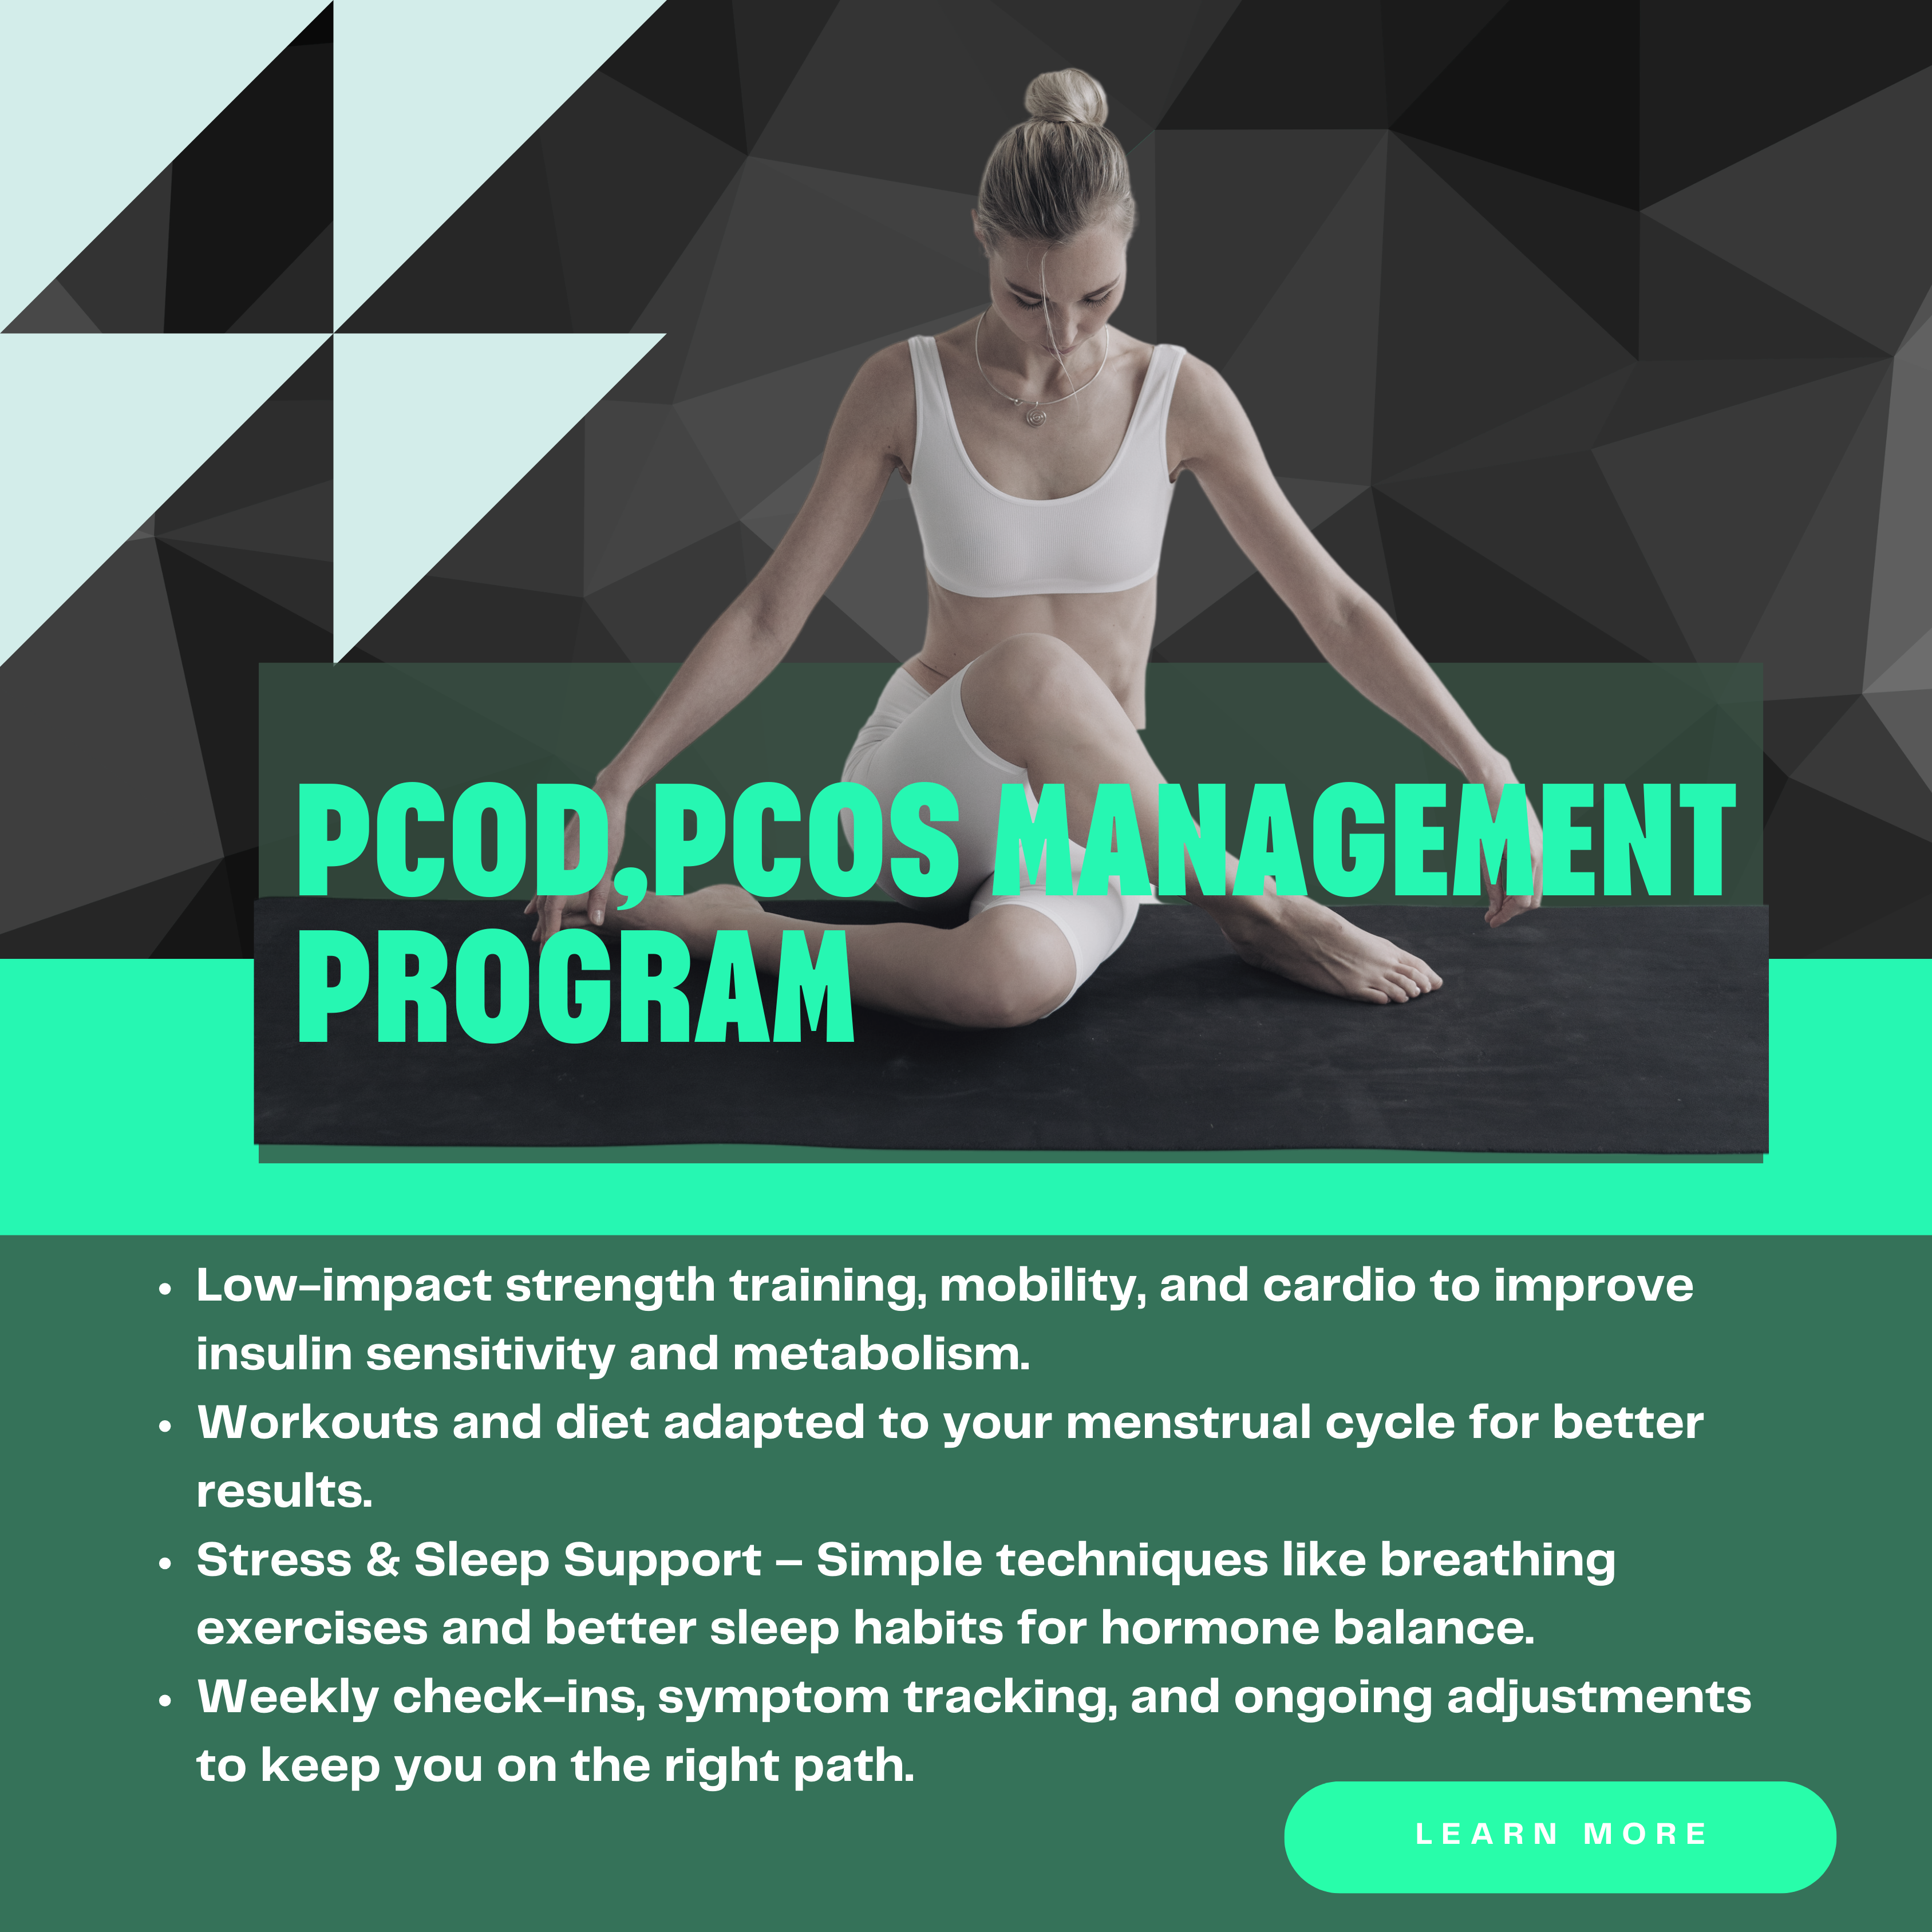 PCOD,PCOS MANAGEMENT
PROGRAM
• Low-impact strength training, mobility, and cardio to improve
insulin sensitivity and metabolism.
• Workouts and diet adapted to your menstrual cycle for better
results.
• Stress & Sleep Support – Simple techniques like breathing
exercises and better sleep habits for hormone balance.
• Weekly check-ins, symptom tracking, and ongoing adjustments
to keep you on the right path.
LEARN MORE